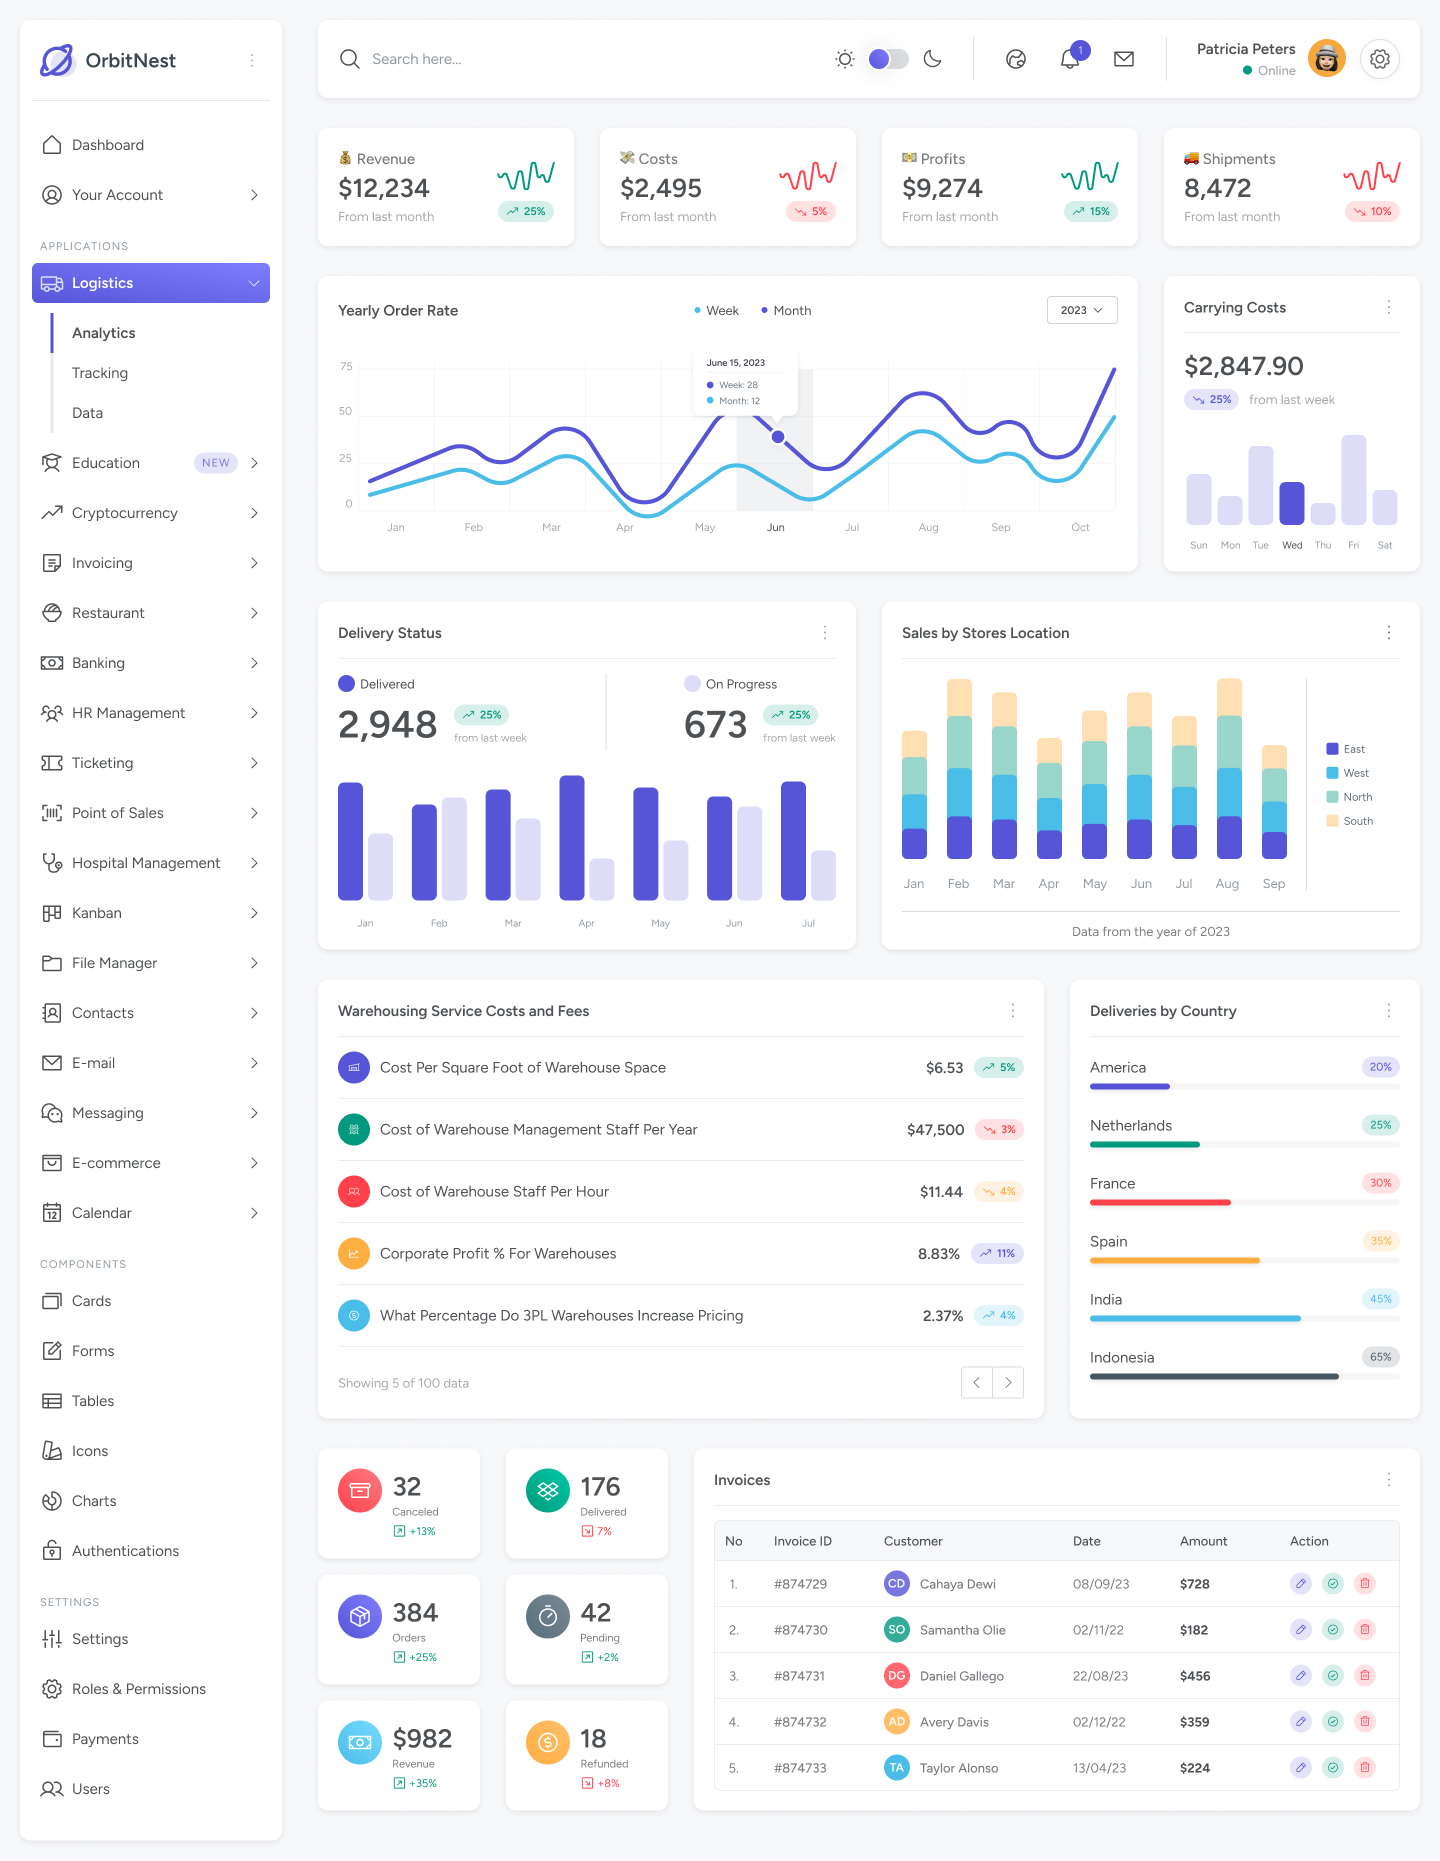 OrbitNest
Dashboard
Your Account
APPLICATIONS
Logistics
Analytics
Tracking
Data
Education NEW
Cryptocurrency
Invoicing
Restaurant
Banking
HR Management
Ticketing
Point of Sales
Hospital Management
Kanban
File Manager
Contacts
E-mail
Messaging
E-commerce
12 Calendar
COMPONENTS
Cards
Forms
Tables
Icons
Charts
Authentications
SETTINGS
Settings
Roles & Permissions
Payments
Users
Search here...
1
Patricia Peters
Online
Revenue
$12,234
From last month
25%
Costs
$2,495
From last month
5%
Profits
$9,274
From last month
15%
Shipments
8,472
From last month
10%
Yearly Order Rate
Week Month
2023
75
50
25
0
June 15, 2023
Week: 28
Month: 12
Jan Feb Mar Apr May Jun Jul Aug Sep Oct
Carrying Costs
$2,847.90
25% from last week
Sun Mon Tue Wed Thu Fri Sat
Delivery Status
Delivered
2,948
25%
from last week
On Progress
673
25%
from last week
Jan Feb Mar Apr May Jun Jul
Sales by Stores Location
East
West
North
South
Jan Feb Mar Apr May Jun Jul Aug Sep
Data from the year of 2023
Warehousing Service Costs and Fees
Cost Per Square Foot of Warehouse Space $6.53 5%
Cost of Warehouse Management Staff Per Year $47,500 3%
Cost of Warehouse Staff Per Hour $11.44 4%
Corporate Profit % For Warehouses 8.83% 11%
What Percentage Do 3PL Warehouses Increase Pricing 2.37% 4%
Showing 5 of 100 data
Deliveries by Country
America 20%
Netherlands 25%
France 30%
Spain 35%
India 45%
Indonesia 65%
32
Canceled
+13%
176
Delivered
7%
384
Orders
+25%
42
Pending
+2%
$982
Revenue
+35%
18
Refunded
+8%
Invoices
No Invoice ID Customer Date Amount Action
1. #874729 CD Cahaya Dewi 08/09/23 $728
2. #874730 SO Samantha Olie 02/11/22 $182
3. #874731 DG Daniel Gallego 22/08/23 $456
4. #874732 AD Avery Davis 02/12/22 $359
5. #874733 TA Taylor Alonso 13/04/23 $224